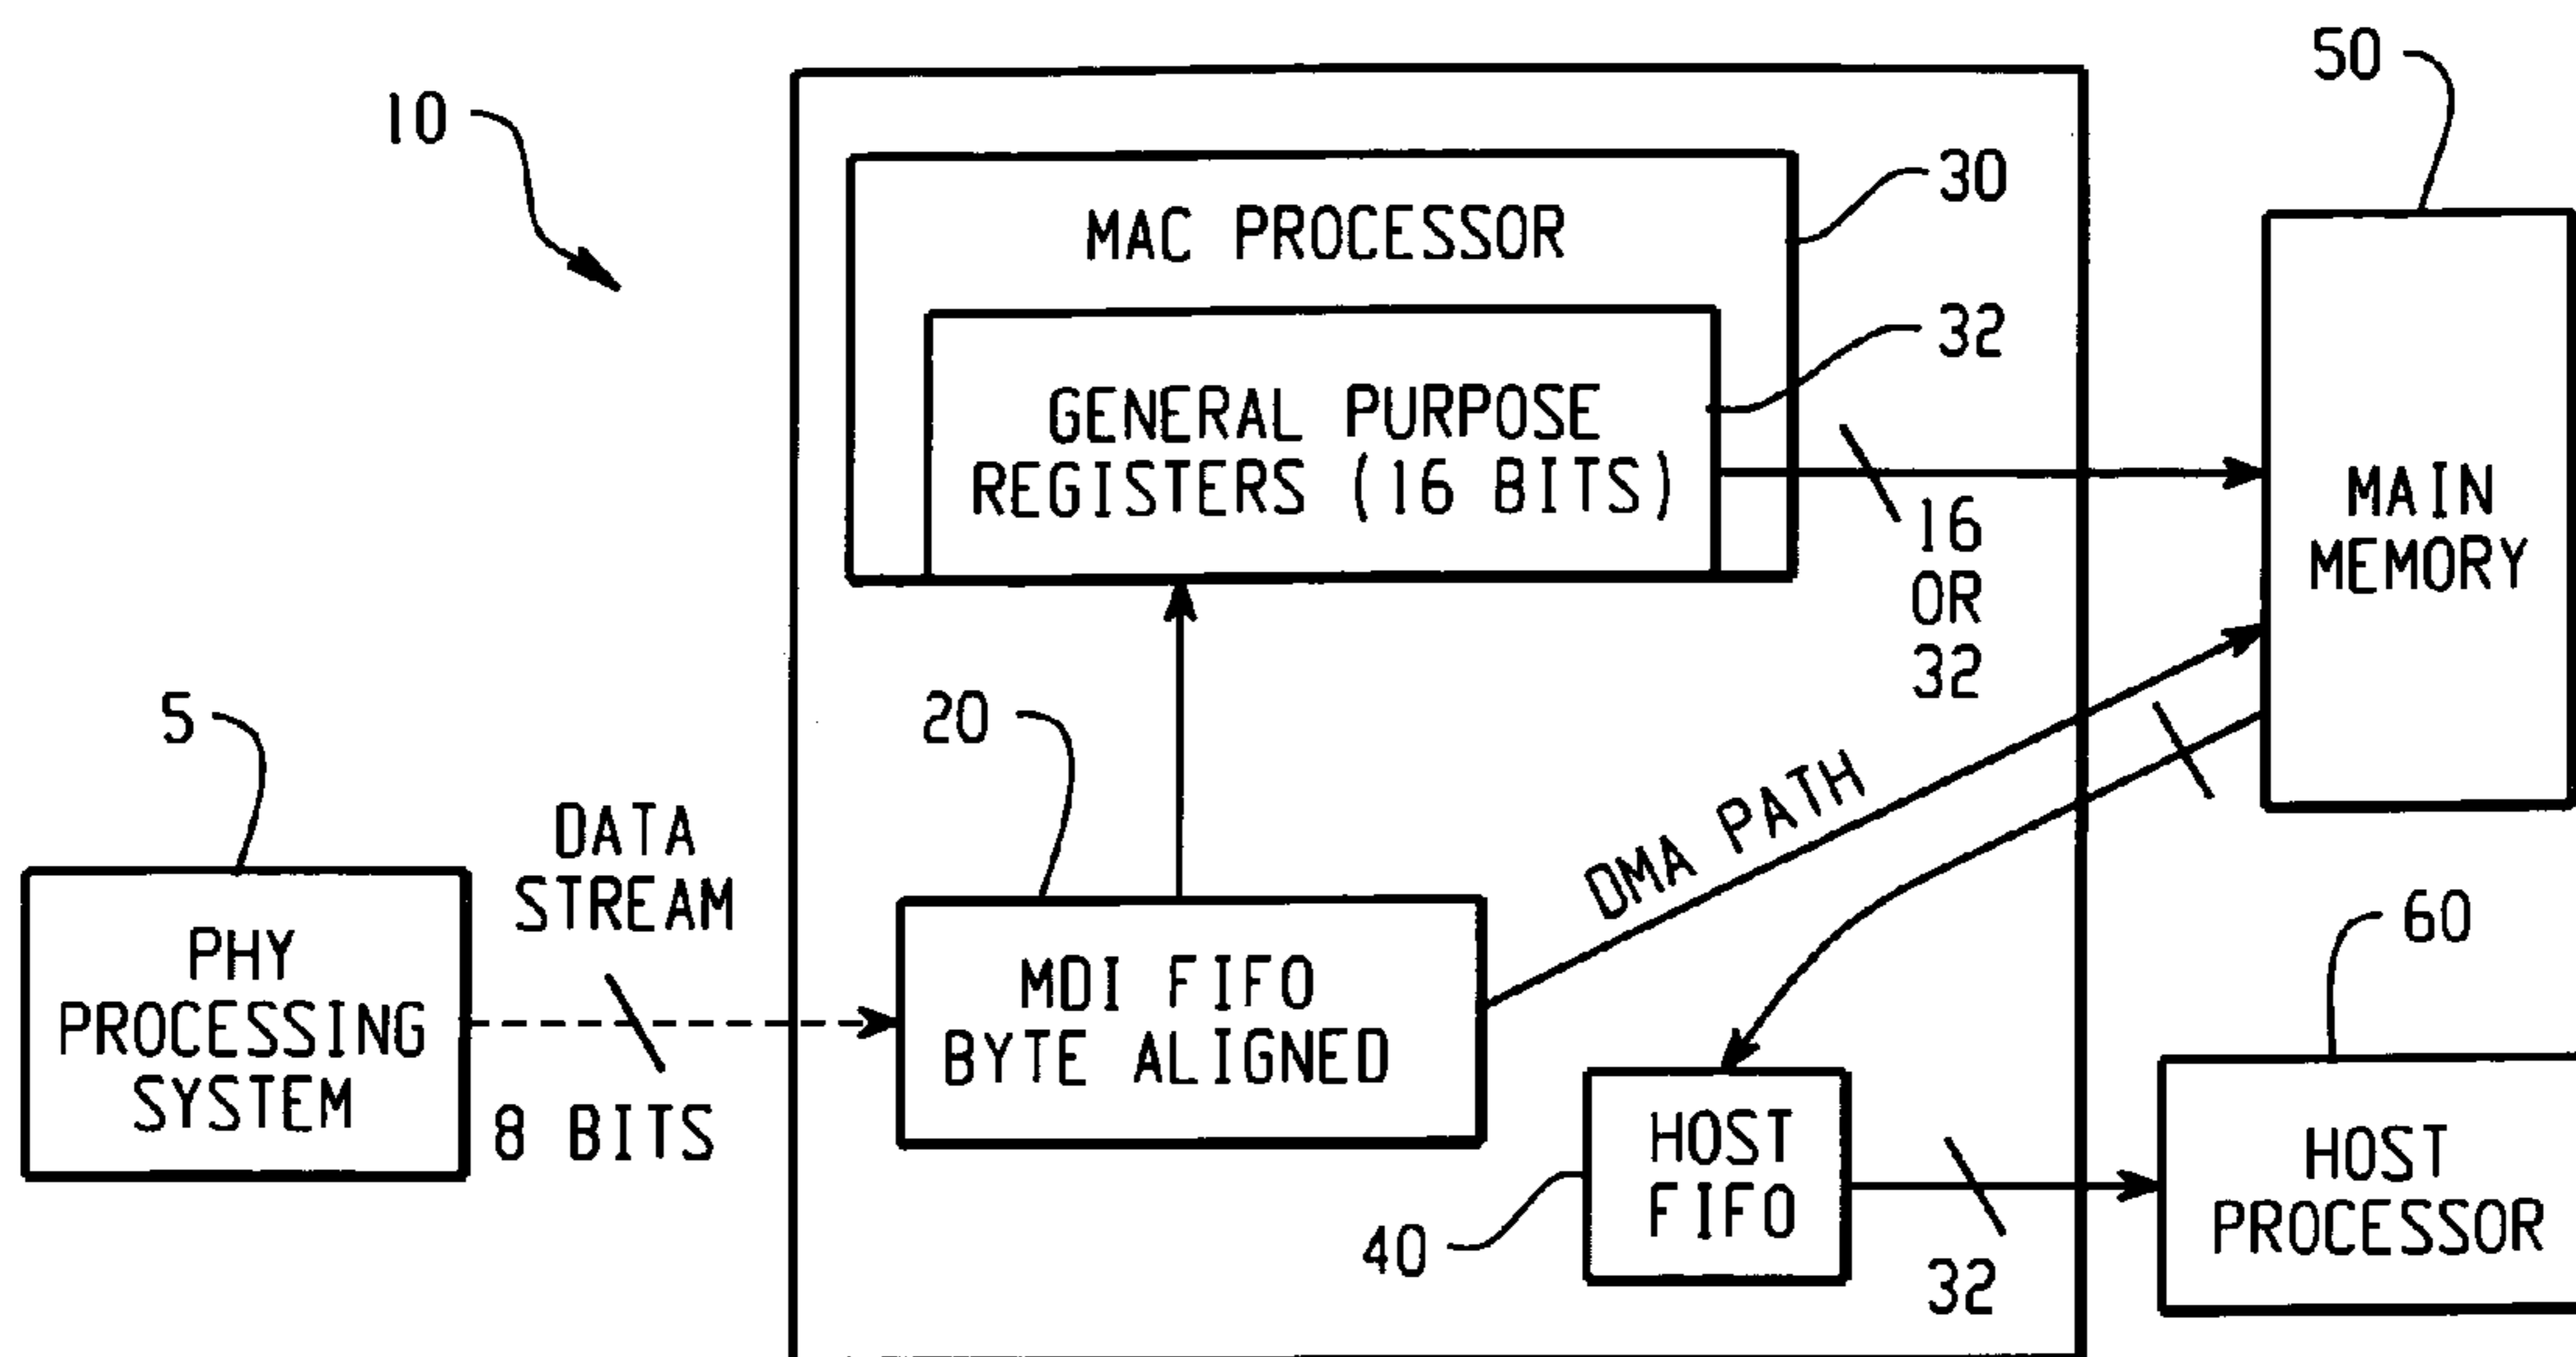 10
50
30
MAC PROCESSOR
32
GENERAL PURPOSE
REGISTERS (16 BITS)
16
OR
32
MAIN
MEMORY
5
20
DATA
STREAM
8 BITS
PHY
PROCESSING
SYSTEM
MDI FIFO
BYTE ALIGNED
DMA PATH
60
HOST
FIFO
40
32
HOST
PROCESSOR